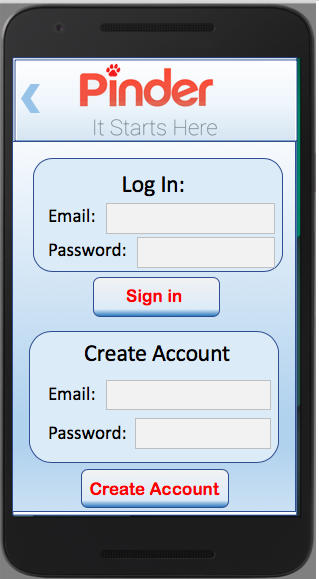 Pinder
It Starts Here
Log In:
Email:
Password:
Sign in
Create Account
Email:
Password:
Create Account